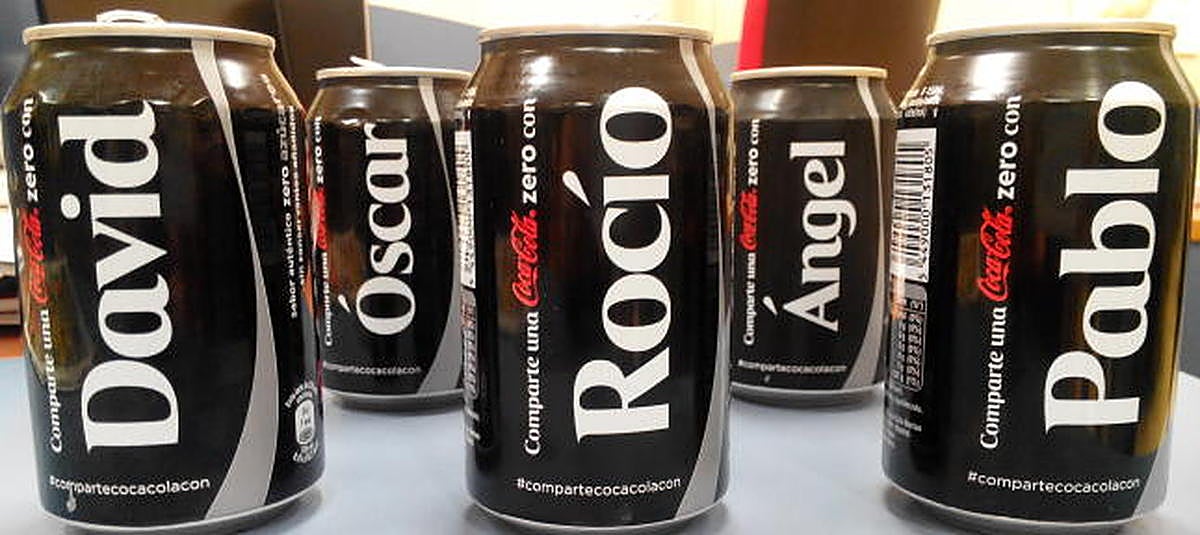 Comparte una Coca-Cola zero con
David
#compartecocacolacon
Sabor auténtico zero azúcares
Comparte una Coca-Cola zero con
Óscar
#compartecocacolacon
Comparte una Coca-Cola zero con
Rocío
#compartecocacolacon
Comparte una Coca-Cola zero con
Ángel
#compartecocacolacon
Comparte una Coca-Cola zero con
Pablo
#compartecocacolacon